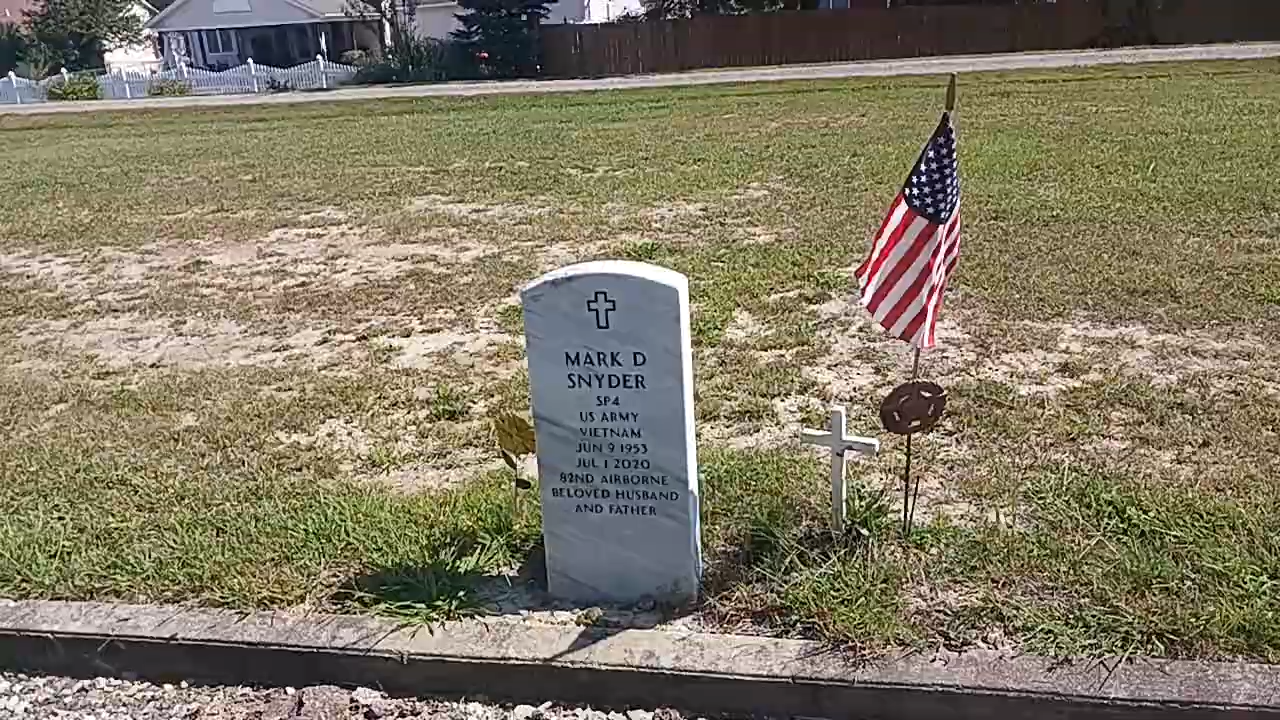 MARK D
SNYDER
SP4
US ARMY
VIETNAM
JUN 9 1953
JUL 1 2020
82ND AIRBORNE
BELOVED HUSBAND
AND FATHER